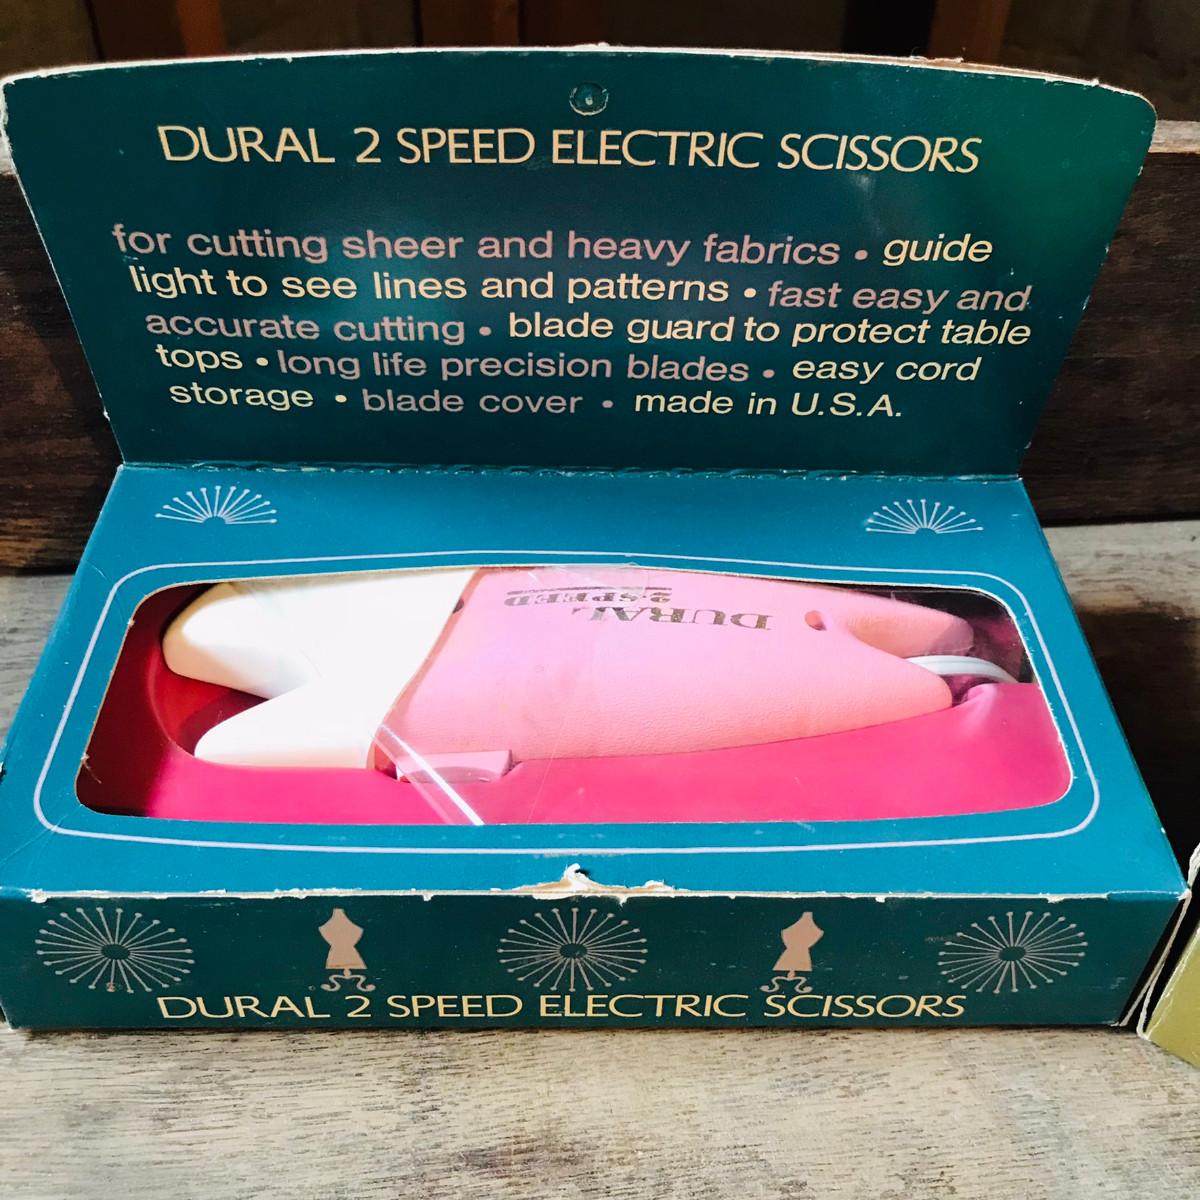 DURAL 2 SPEED ELECTRIC SCISSORS
for cutting sheer and heavy fabrics • guide
light to see lines and patterns • fast easy and
accurate cutting • blade guard to protect table
tops • long life precision blades • easy cord
storage • blade cover • made in U.S.A.
DURAL
2-SPEED
DURAL 2 SPEED ELECTRIC SCISSORS